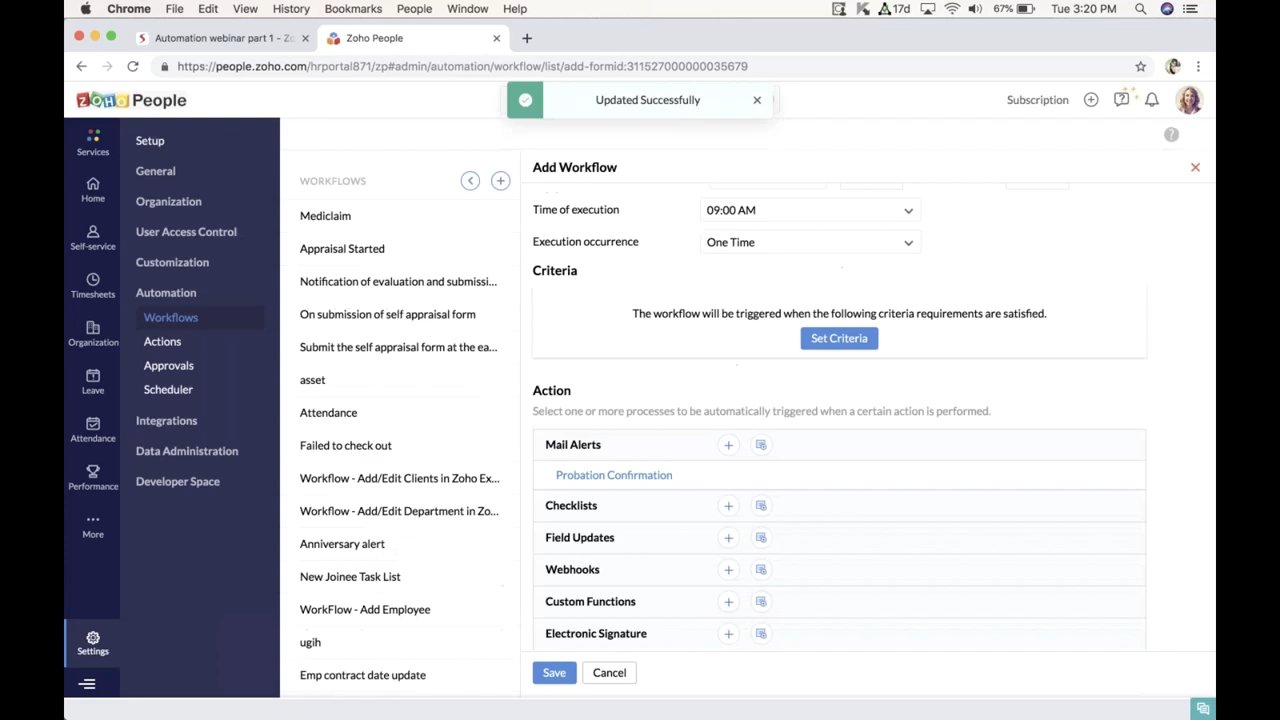 Chrome File Edit View History Bookmarks People Window Help 17d 67% Tue 3:20 PM
Automation webinar part 1 - Zo Zoho People
https://people.zoho.com/hrportal871/zp#admin/automation/workflow/list/add-formid:311527000000035679
ZOHO People Updated Successfully Subscription
Services
Home
Self-service
Timesheets
Organization
Leave
Attendance
Performance
More
Settings
Setup
General
Organization
User Access Control
Customization
Automation
Workflows
Actions
Approvals
Scheduler
Integrations
Data Administration
Developer Space
WORKFLOWS
Mediclaim
Appraisal Started
Notification of evaluation and submissi...
On submission of self appraisal form
Submit the self appraisal form at the ea...
asset
Attendance
Failed to check out
Workflow - Add/Edit Clients in Zoho Ex...
Workflow - Add/Edit Department in Zo...
Anniversary alert
New Joinee Task List
WorkFlow - Add Employee
ugih
Emp contract date update
Add Workflow
Time of execution 09:00 AM
Execution occurrence One Time
Criteria
The workflow will be triggered when the following criteria requirements are satisfied.
Set Criteria
Action
Select one or more processes to be automatically triggered when a certain action is performed.
Mail Alerts
Probation Confirmation
Checklists
Field Updates
Webhooks
Custom Functions
Electronic Signature
Save Cancel